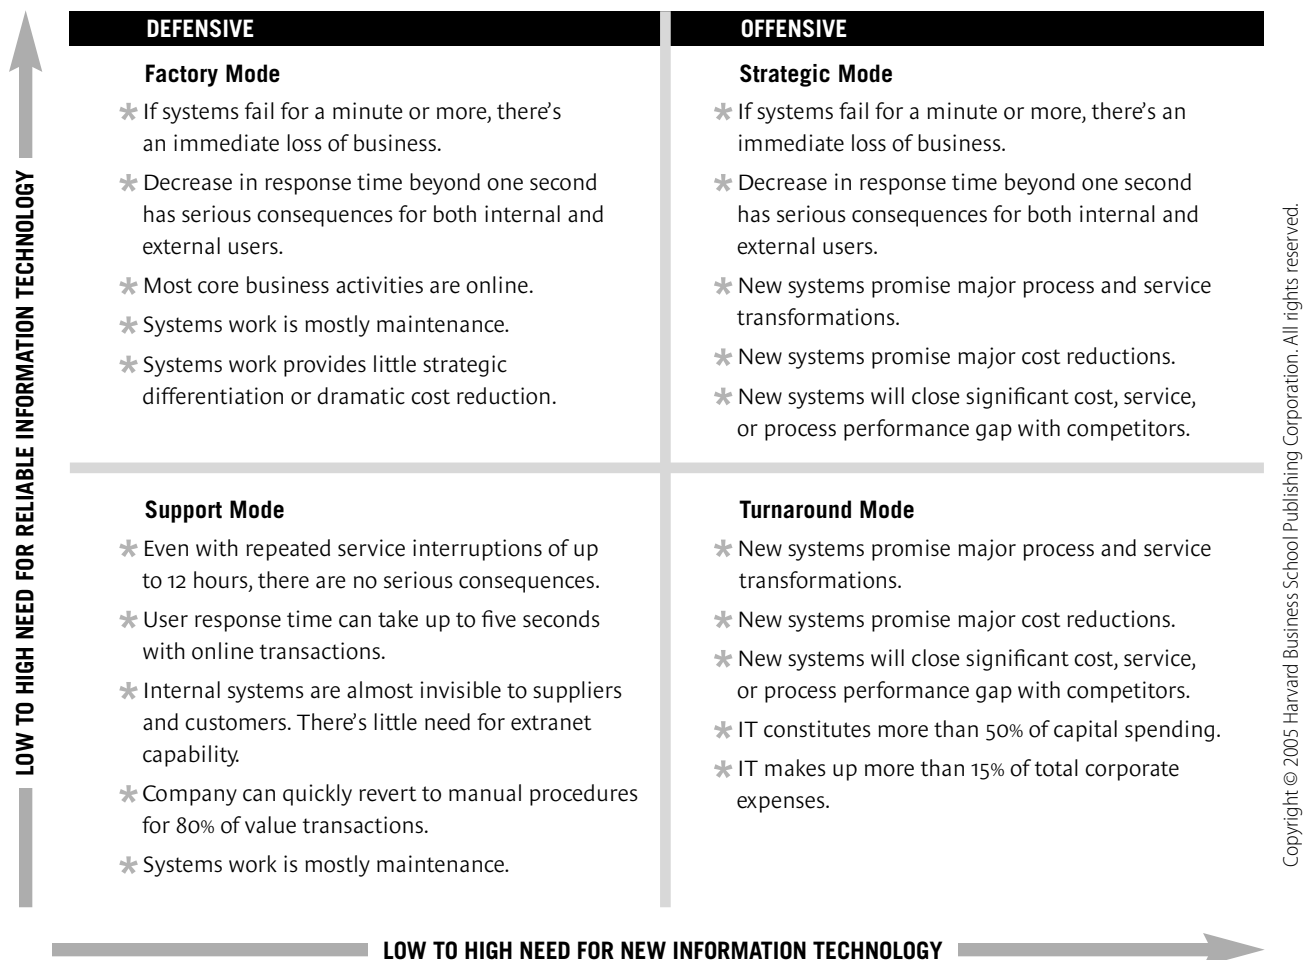 DEFENSIVE
Factory Mode
* If systems fail for a minute or more, there’s
an immediate loss of business.
* Decrease in response time beyond one second
has serious consequences for both internal and
external users.
* Most core business activities are online.
* Systems work is mostly maintenance.
* Systems work provides little strategic
differentiation or dramatic cost reduction.
OFFENSIVE
Strategic Mode
* If systems fail for a minute or more, there’s an
immediate loss of business.
* Decrease in response time beyond one second
has serious consequences for both internal and
external users.
* New systems promise major process and service
transformations.
* New systems promise major cost reductions.
* New systems will close significant cost, service,
or process performance gap with competitors.
Support Mode
* Even with repeated service interruptions of up
to 12 hours, there are no serious consequences.
* User response time can take up to five seconds
with online transactions.
* Internal systems are almost invisible to suppliers
and customers. There’s little need for extranet
capability.
* Company can quickly revert to manual procedures
for 80% of value transactions.
* Systems work is mostly maintenance.
Turnaround Mode
* New systems promise major process and service
transformations.
* New systems promise major cost reductions.
* New systems will close significant cost, service,
or process performance gap with competitors.
* IT constitutes more than 50% of capital spending.
* IT makes up more than 15% of total corporate
expenses.
LOW TO HIGH NEED FOR RELIABLE INFORMATION TECHNOLOGY
LOW TO HIGH NEED FOR NEW INFORMATION TECHNOLOGY
Copyright © 2005 Harvard Business School Publishing Corporation. All rights reserved.